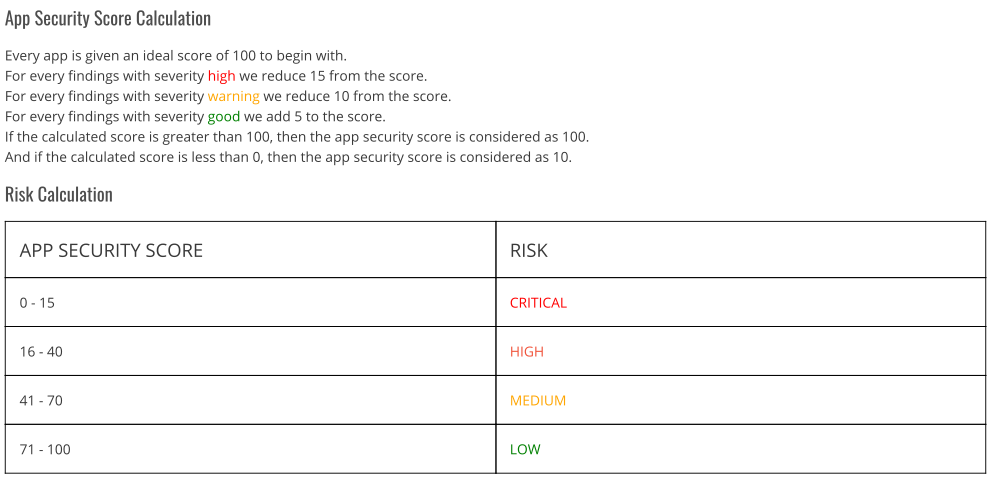 App Security Score Calculation
Every app is given an ideal score of 100 to begin with.
For every findings with severity high we reduce 15 from the score.
For every findings with severity warning we reduce 10 from the score.
For every findings with severity good we add 5 to the score.
If the calculated score is greater than 100, then the app security score is considered as 100.
And if the calculated score is less than 0, then the app security score is considered as 10.
Risk Calculation
APP SECURITY SCORE RISK
0 - 15 CRITICAL
16 - 40 HIGH
41 - 70 MEDIUM
71 - 100 LOW